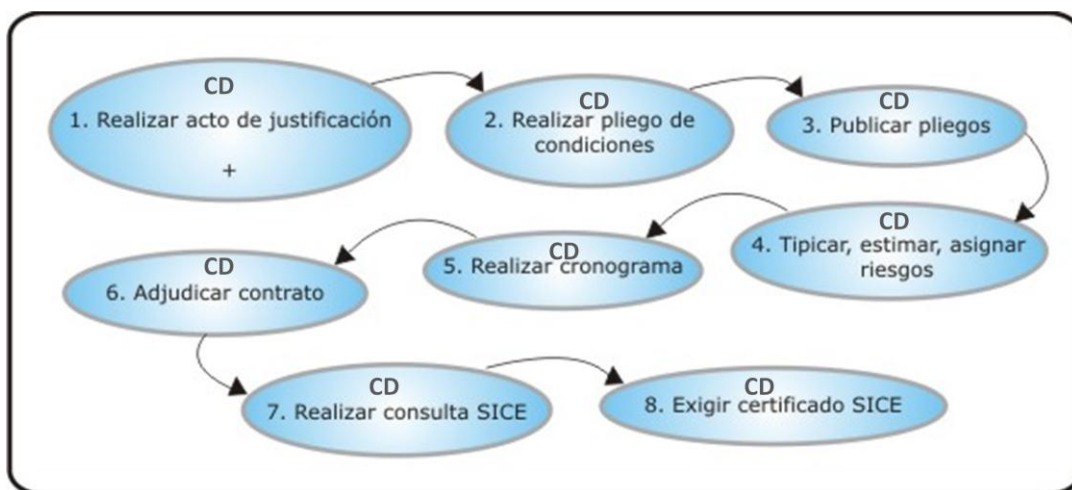 CD
1. Realizar acto de justificación
+
CD
2. Realizar pliego de
condiciones
CD
3. Publicar pliegos
CD
4. Tipicar, estimar, asignar
riesgos
CD
5. Realizar cronograma
CD
6. Adjudicar contrato
CD
7. Realizar consulta SICE
CD
8. Exigir certificado SICE